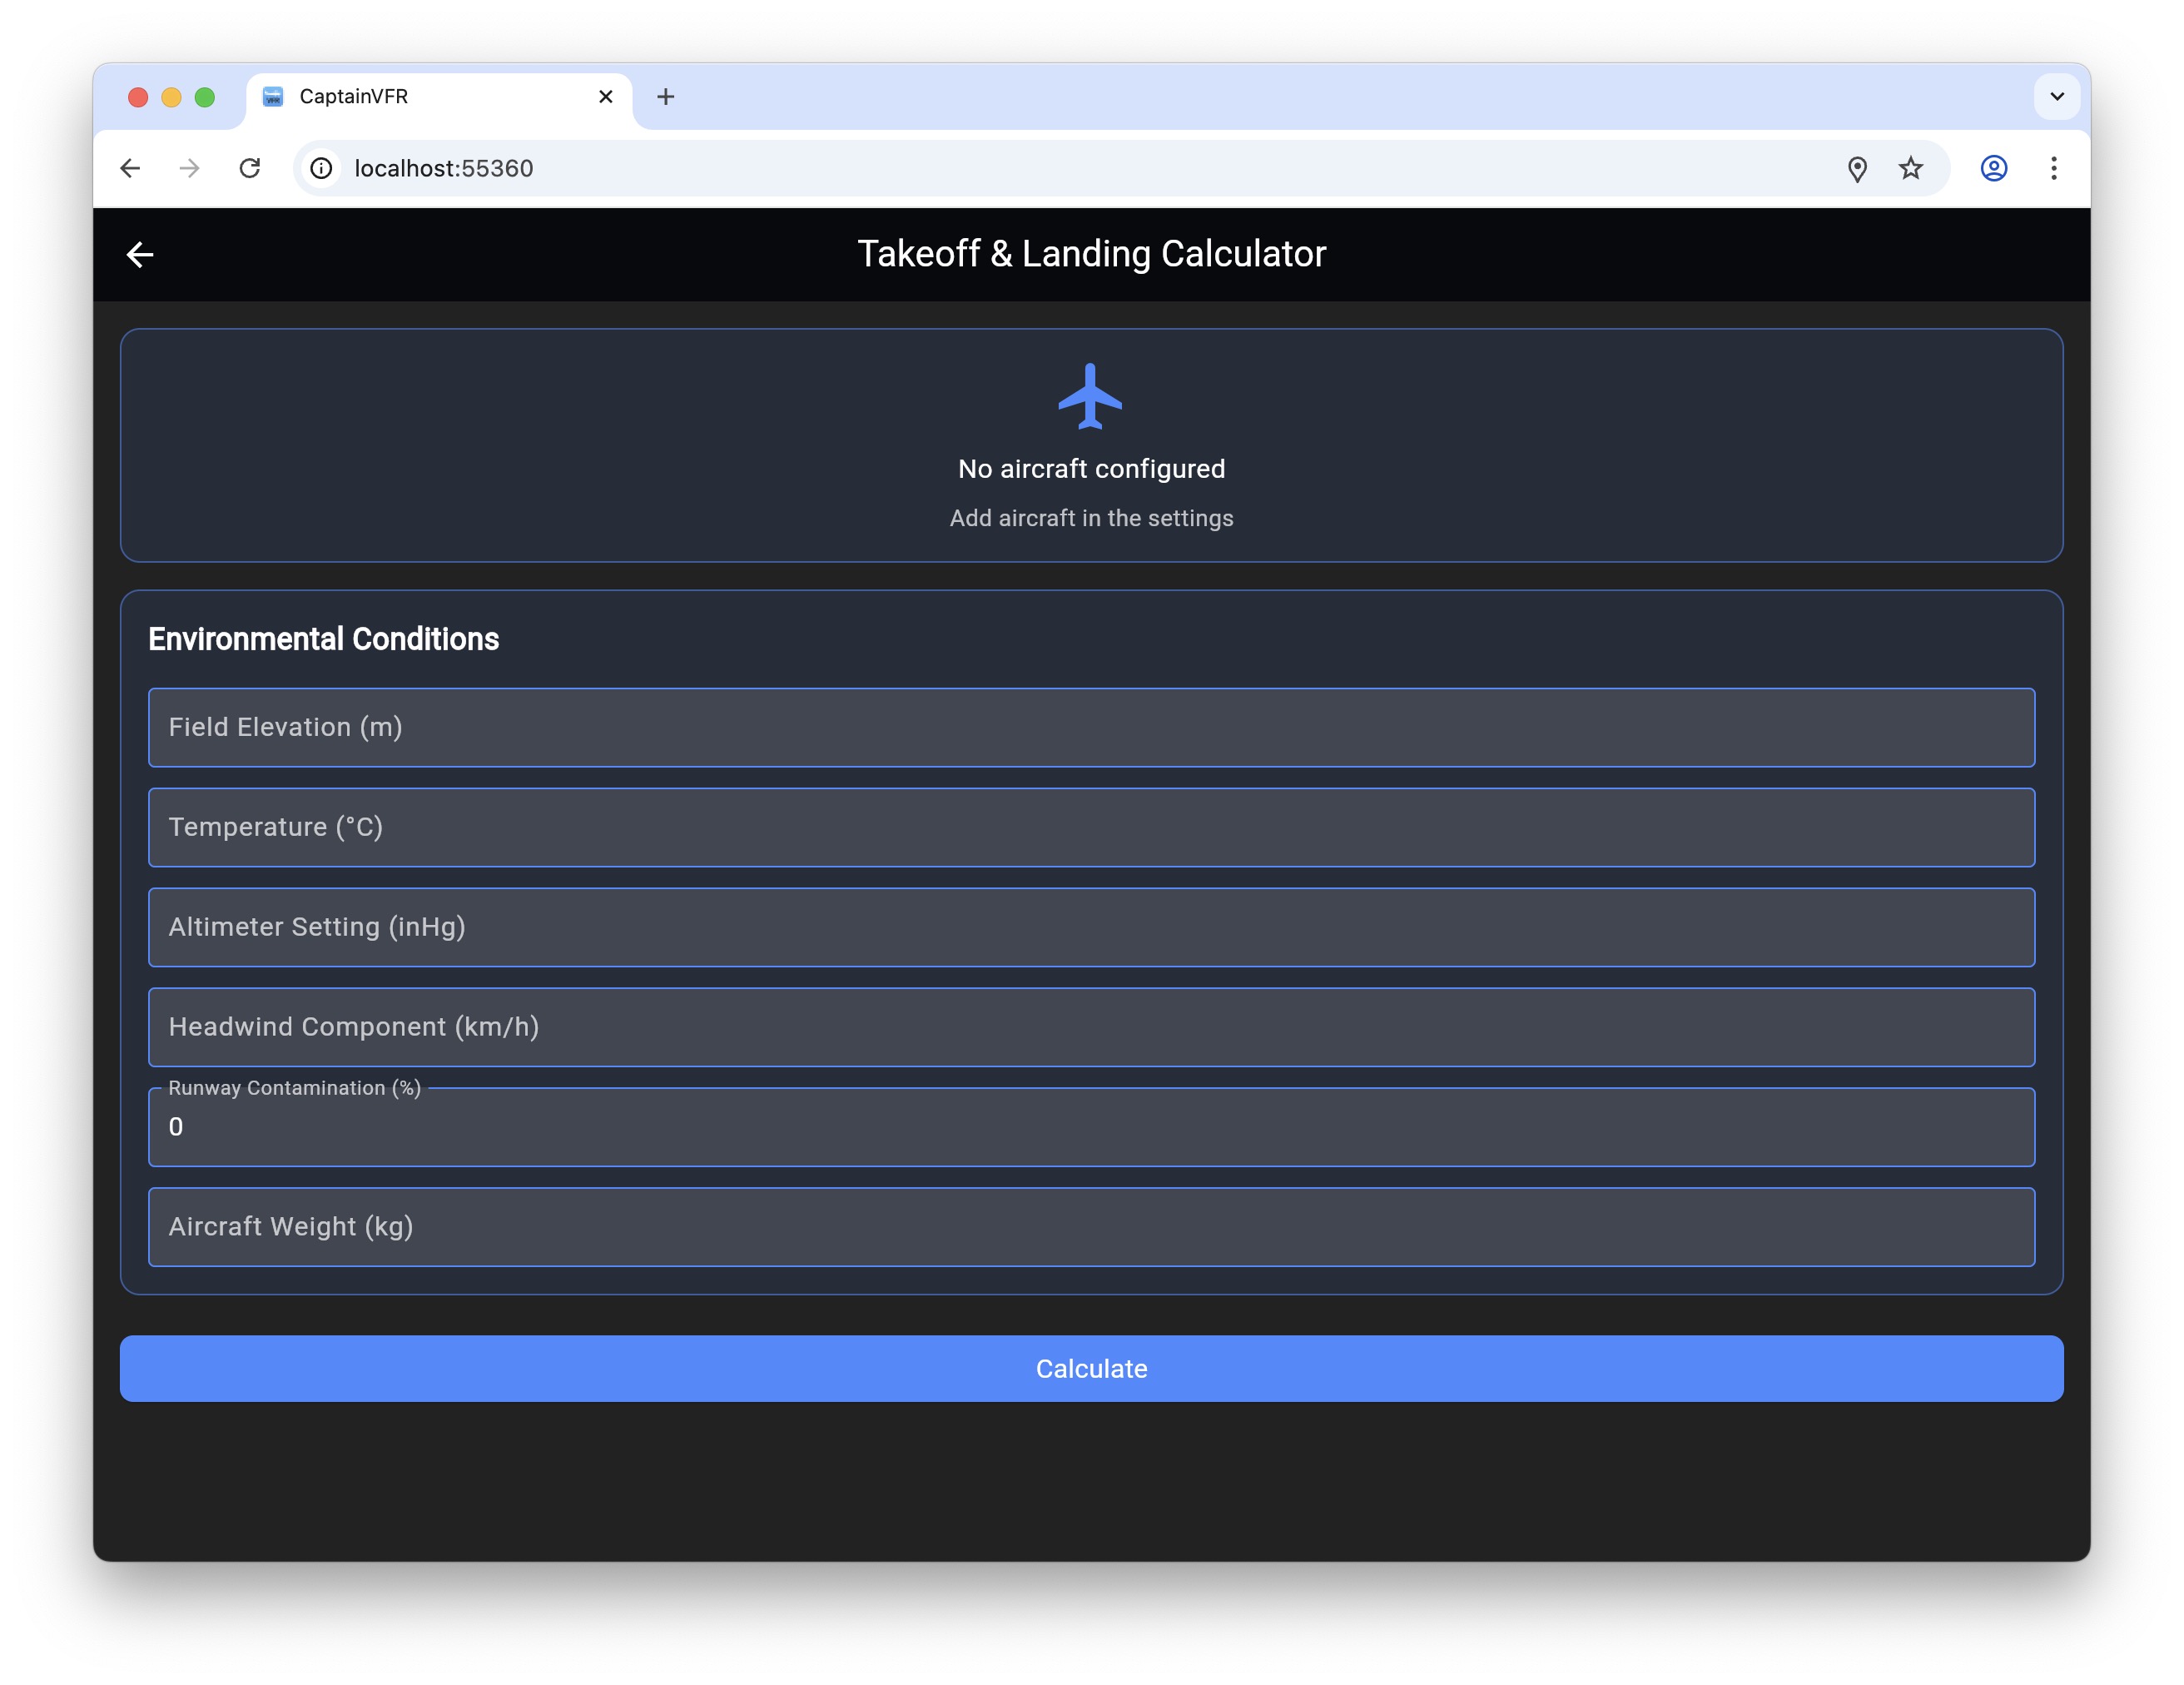 CaptainVFR
localhost:55360
Takeoff & Landing Calculator
No aircraft configured
Add aircraft in the settings
Environmental Conditions
Field Elevation (m)
Temperature (°C)
Altimeter Setting (inHg)
Headwind Component (km/h)
Runway Contamination (%)
0
Aircraft Weight (kg)
Calculate